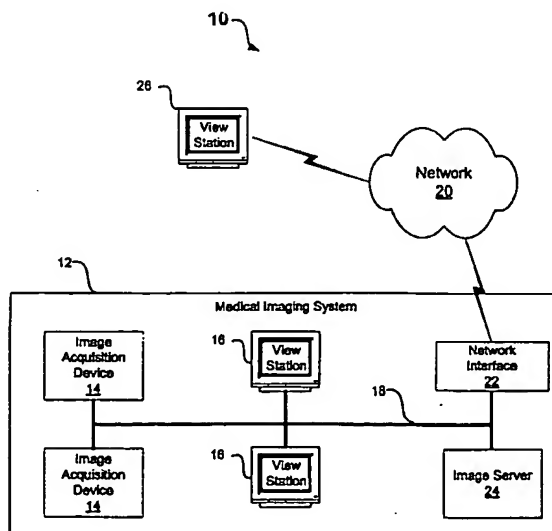 10
26
View
Station
Network
20
12
Medical Imaging System
Image
Acquisition
Device
14
16
View
Station
Network
Interface
22
18
Image
Acquisition
Device
14
16
View
Station
Image Server
24